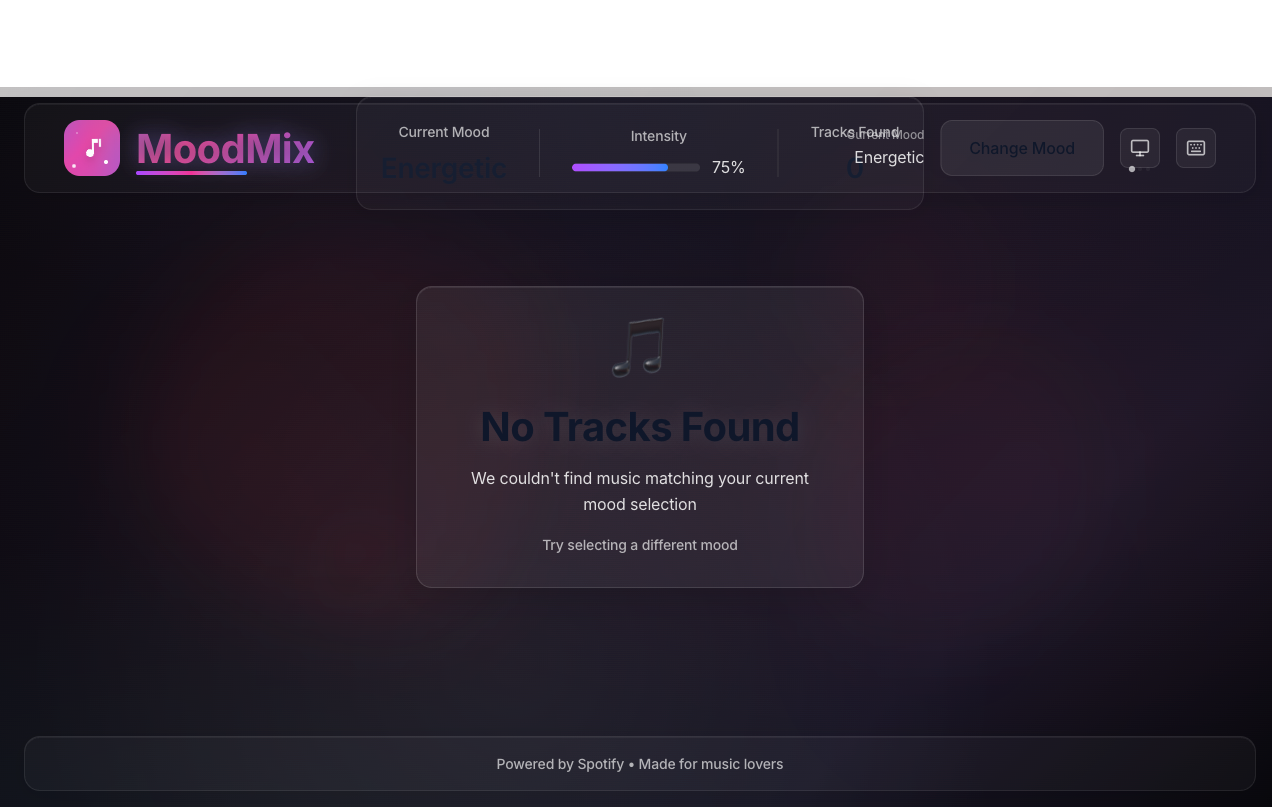 MoodMix
Current Mood
Energetic
Intensity
75%
Tracks Found
0
Current Mood
Energetic
Change Mood
No Tracks Found
We couldn't find music matching your current
mood selection
Try selecting a different mood
Powered by Spotify • Made for music lovers